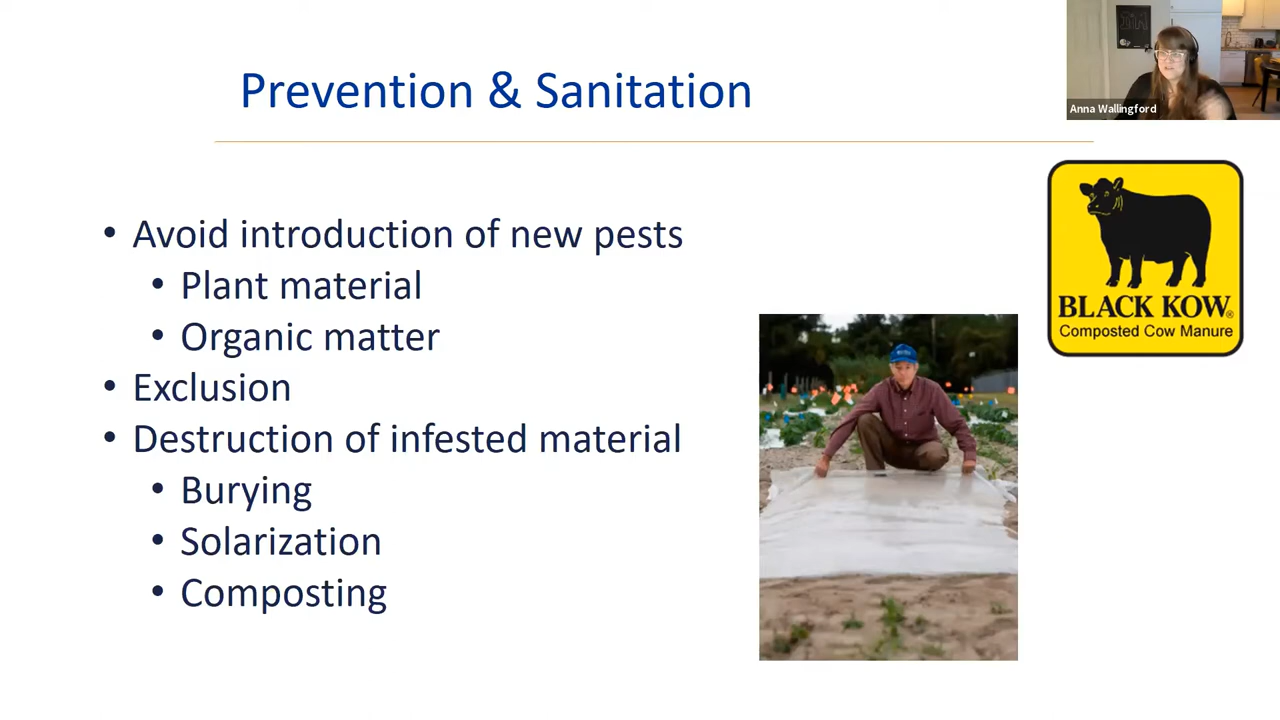 Prevention & Sanitation
Anna Wallingford
• Avoid introduction of new pests
• Plant material
• Organic matter
• Exclusion
• Destruction of infested material
• Burying
• Solarization
• Composting
BLACK KOW®
Composted Cow Manure